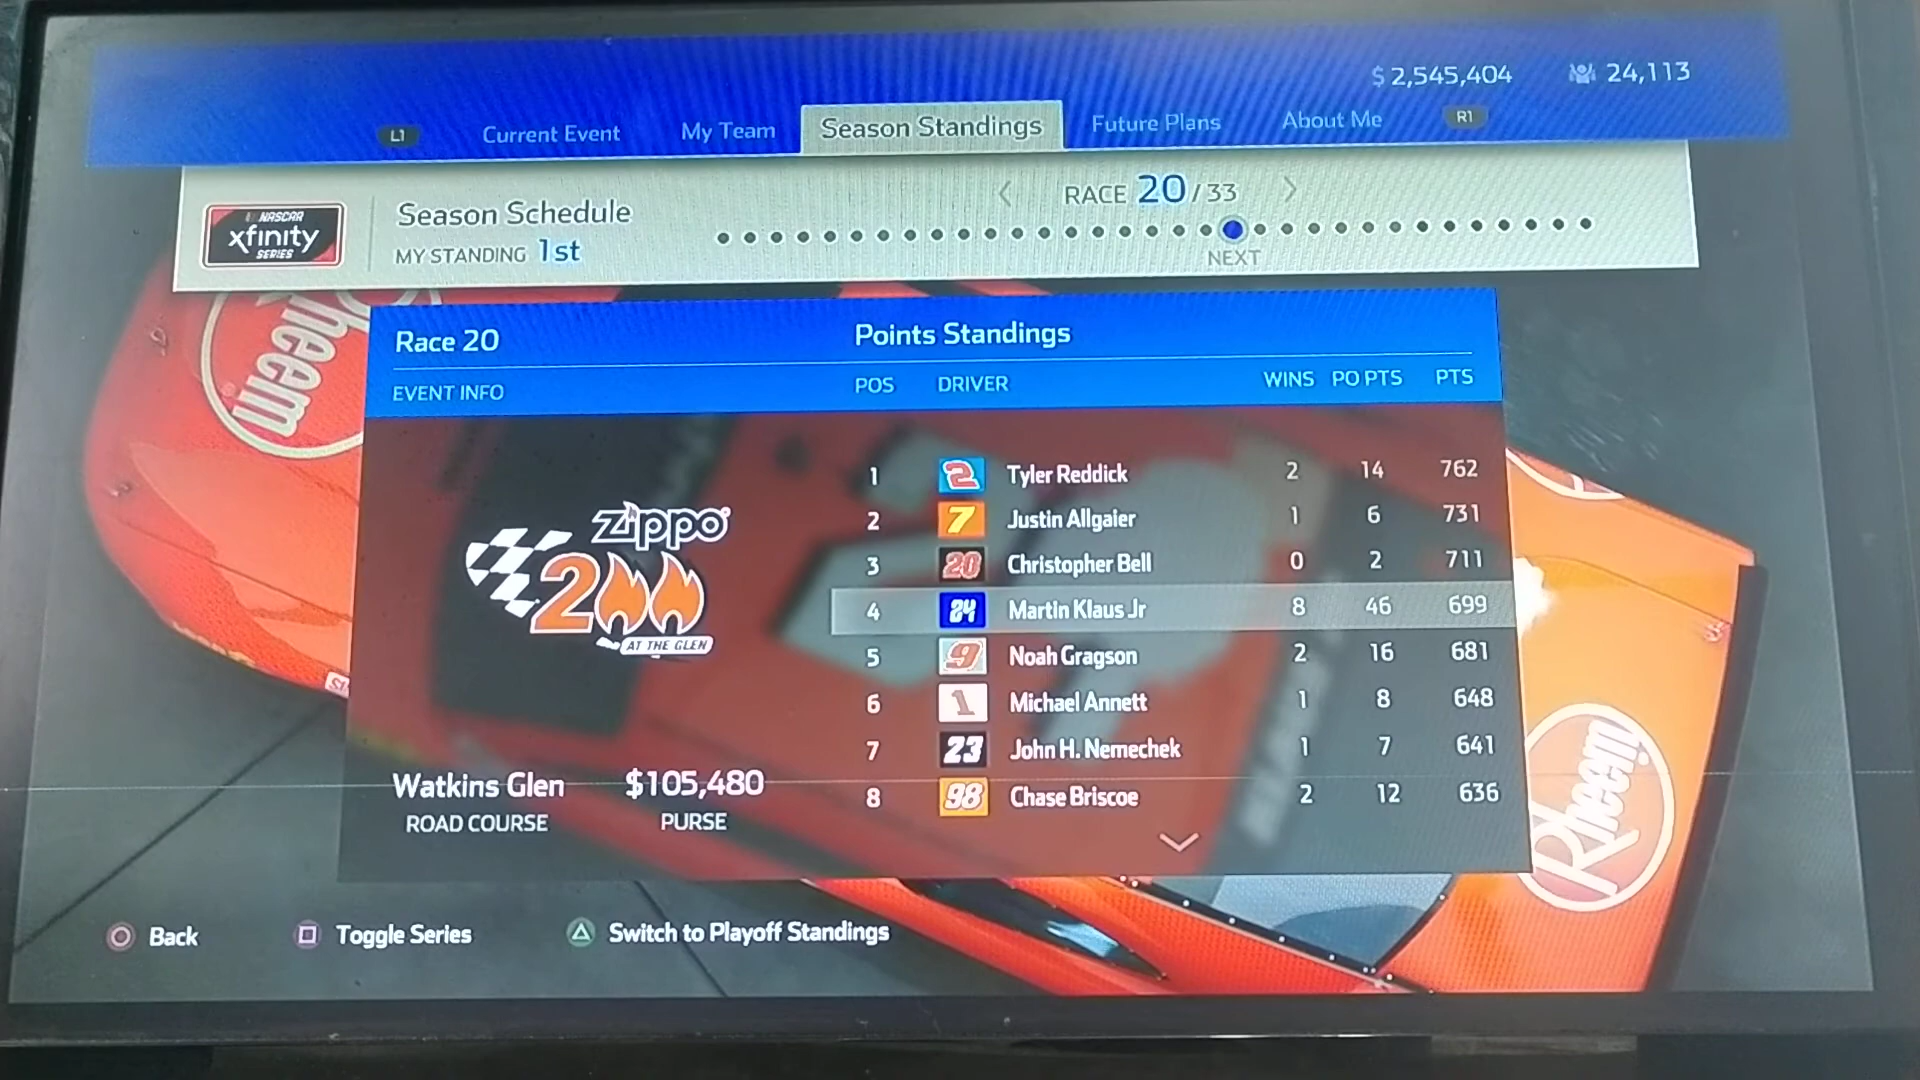 $ 2,545,404 24,113
L1 Current Event My Team Season Standings Future Plans About Me R1
NASCAR
xfinity
SERIES
Season Schedule
MY STANDING 1st
RACE 20/33
NEXT
Rheem
Race 20
EVENT INFO
Points Standings
POS DRIVER WINS PO PTS PTS
1 2 Tyler Reddick 2 14 762
2 7 Justin Allgaier 1 6 731
3 20 Christopher Bell 0 2 711
4 24 Martin Klaus Jr 8 46 699
5 9 Noah Gragson 2 16 681
6 1 Michael Annett 1 8 648
7 23 John H. Nemechek 1 7 641
8 98 Chase Briscoe 2 12 636
zippo
200
AT THE GLEN
Watkins Glen
ROAD COURSE
$105,480
PURSE
Rheem
Back Toggle Series Switch to Playoff Standings